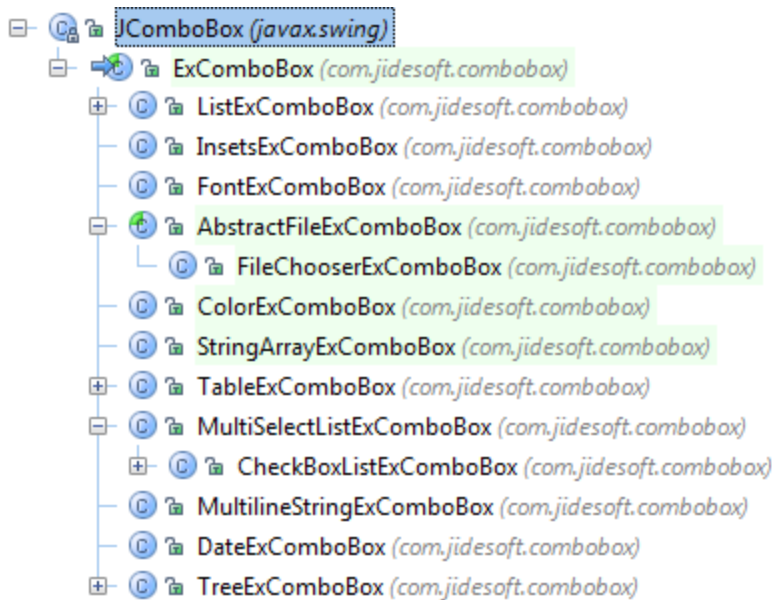 JComboBox (javax.swing)
ExComboBox (com.jidesoft.combobox)
ListExComboBox (com.jidesoft.combobox)
InsetsExComboBox (com.jidesoft.combobox)
FontExComboBox (com.jidesoft.combobox)
AbstractFileExComboBox (com.jidesoft.combobox)
FileChooserExComboBox (com.jidesoft.combobox)
ColorExComboBox (com.jidesoft.combobox)
StringArrayExComboBox (com.jidesoft.combobox)
TableExComboBox (com.jidesoft.combobox)
MultiSelectListExComboBox (com.jidesoft.combobox)
CheckBoxListExComboBox (com.jidesoft.combobox)
MultilineStringExComboBox (com.jidesoft.combobox)
DateExComboBox (com.jidesoft.combobox)
TreeExComboBox (com.jidesoft.combobox)